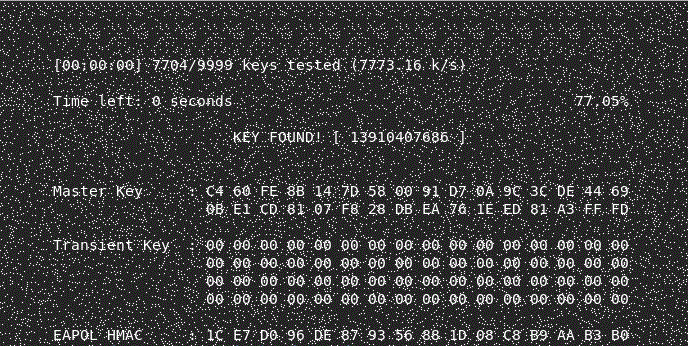 [00:00:00] 7704/9999 keys tested (7773.16 k/s)
Time left: 0 seconds 77.05%
KEY FOUND! [ 13910407686 ]
Master Key : C4 60 FE 8B 14 7D 58 00 91 D7 0A 9C 3C DE 44 69
0B E1 CD 81 07 F8 28 DB EA 76 1E ED 81 A3 FF FD
Transient Key : 00 00 00 00 00 00 00 00 00 00 00 00 00 00 00 00
00 00 00 00 00 00 00 00 00 00 00 00 00 00 00 00
00 00 00 00 00 00 00 00 00 00 00 00 00 00 00 00
00 00 00 00 00 00 00 00 00 00 00 00 00 00 00 00
EAPOL HMAC : 1C E7 D0 96 DE 87 93 56 88 1D 08 C8 B9 AA B3 B0